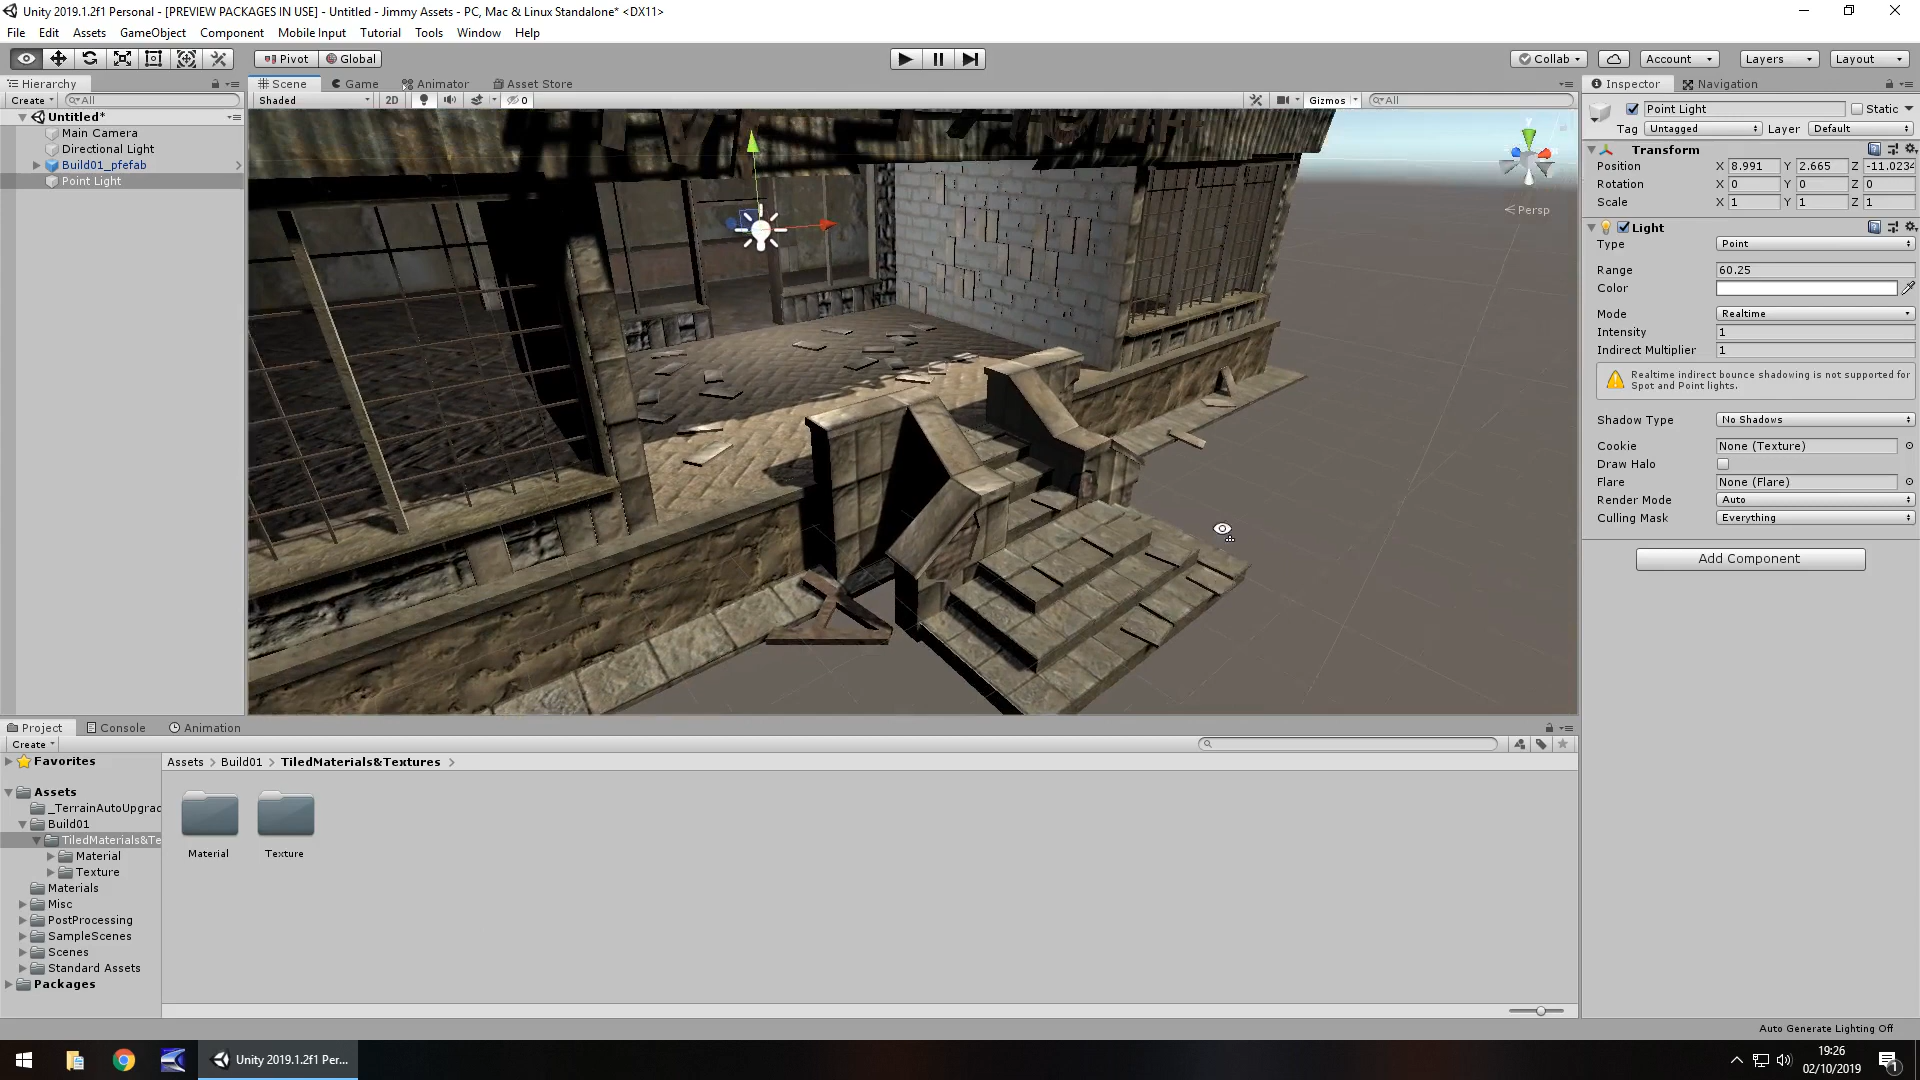 Unity 2019.1.2f1 Personal - [PREVIEW PACKAGES IN USE] - Untitled - Jimmy Assets - PC, Mac & Linux Standalone* <DX11>
File Edit Assets GameObject Component Mobile Input Tutorial Tools Window Help
Pivot Global Collab Account Layers Layout
Hierarchy
Create All
Untitled*
Main Camera
Directional Light
Build01_pfefab
Point Light
Scene Game Animator Asset Store
Shaded 2D 0 Gizmos All
Persp
Inspector Navigation
Point Light Static
Tag Untagged Layer Default
Transform
Position X 8.991 Y 2.665 Z -11.0234
Rotation X 0 Y 0 Z 0
Scale X 1 Y 1 Z 1
Light
Type Point
Range 60.25
Color
Mode Realtime
Intensity 1
Indirect Multiplier 1
Realtime indirect bounce shadowing is not supported for
Spot and Point lights.
Shadow Type No Shadows
Cookie None (Texture)
Draw Halo
Flare None (Flare)
Render Mode Auto
Culling Mask Everything
Add Component
Project Console Animation
Create
Favorites
Assets
_TerrainAutoUpgrad
Build01
TiledMaterials&Te
Material
Texture
Materials
Misc
PostProcessing
SampleScenes
Scenes
Standard Assets
Packages
Assets > Build01 > TiledMaterials&Textures >
Material Texture
Auto Generate Lighting Off
Unity 2019.1.2f1 Per...
19:26
02/10/2019
1